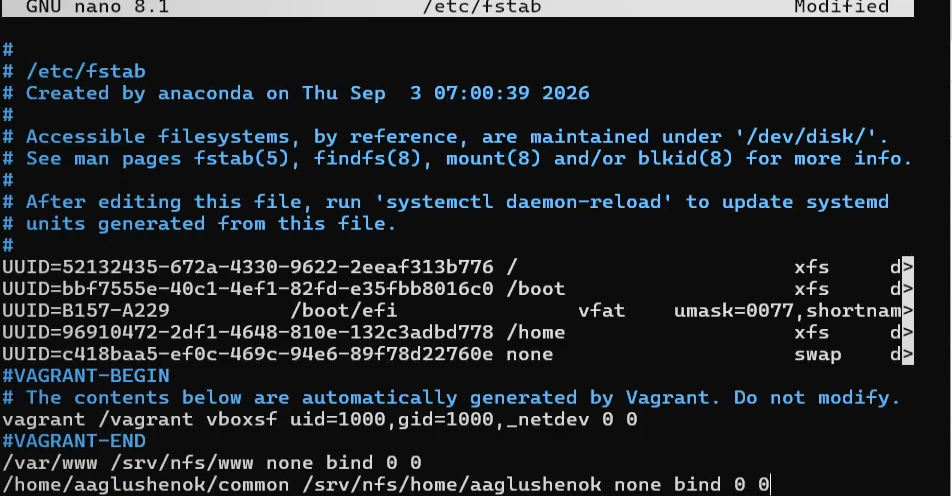 GNU nano 8.1 /etc/fstab Modified
#
# /etc/fstab
# Created by anaconda on Thu Sep  3 07:00:39 2026
#
# Accessible filesystems, by reference, are maintained under '/dev/disk/'.
# See man pages fstab(5), findfs(8), mount(8) and/or blkid(8) for more info.
#
# After editing this file, run 'systemctl daemon-reload' to update systemd
# units generated from this file.
#
UUID=52132435-672a-4330-9622-2eeaf313b776 /                       xfs     d>
UUID=bbf7555e-40c1-4ef1-82fd-e35fbb8016c0 /boot                   xfs     d>
UUID=B157-A229          /boot/efi               vfat    umask=0077,shortnam>
UUID=96910472-2df1-4648-810e-132c3adbd778 /home                   xfs     d>
UUID=c418baa5-ef0c-469c-94e6-89f78d22760e none                    swap    d>
#VAGRANT-BEGIN
# The contents below are automatically generated by Vagrant. Do not modify.
vagrant /vagrant vboxsf uid=1000,gid=1000,_netdev 0 0
#VAGRANT-END
/var/www /srv/nfs/www none bind 0 0
/home/aaglushenok/common /srv/nfs/home/aaglushenok none bind 0 0